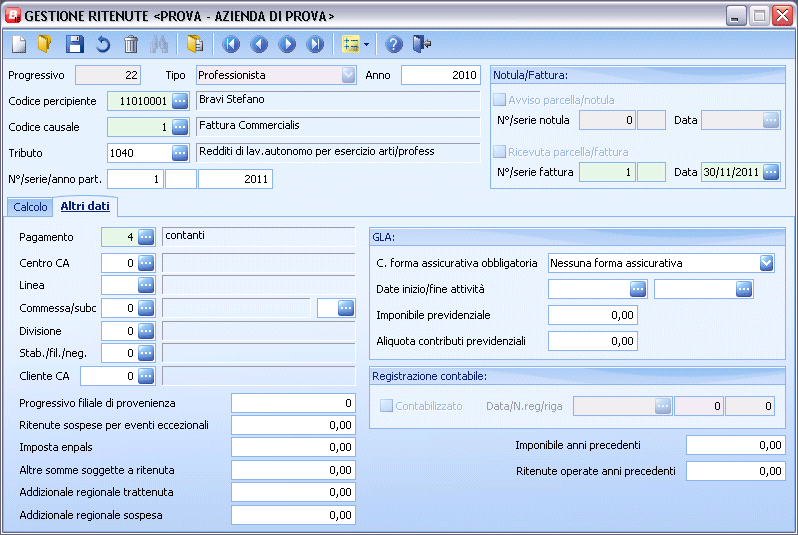 GESTIONE RITENUTE <PROVA - AZIENDA DI PROVA>
Progressivo 22 Tipo Professionista Anno 2010
Codice percipiente 11010001 ... Bravi Stefano
Codice causale 1 ... Fattura Commercialis
Tributo 1040 ... Redditi di lav.autonomo per esercizio arti/profess
N°/serie/anno part. 1 2011
Notula/Fattura:
Avviso parcella/notula
N°/serie notula 0 Data ...
Ricevuta parcella/fattura
N°/serie fattura 1 Data 30/11/2011 ...
Calcolo Altri dati
Pagamento 4 ... contanti
Centro CA 0 ...
Linea ...
Commessa/subc 0 ... ...
Divisione 0 ...
Stab./fil./neg. 0 ...
Cliente CA 0 ...
Progressivo filiale di provenienza 0
Ritenute sospese per eventi eccezionali 0,00
Imposta enpals 0,00
Altre somme soggette a ritenuta 0,00
Addizionale regionale trattenuta 0,00
Addizionale regionale sospesa 0,00
GLA:
C. forma assicurativa obbligatoria Nessuna forma assicurativa
Date inizio/fine attività ... ...
Imponibile previdenziale 0,00
Aliquota contributi previdenziali 0,00
Registrazione contabile:
Contabilizzato Data/N.reg/riga ... 0 0
Imponibile anni precedenti 0,00
Ritenute operate anni precedenti 0,00